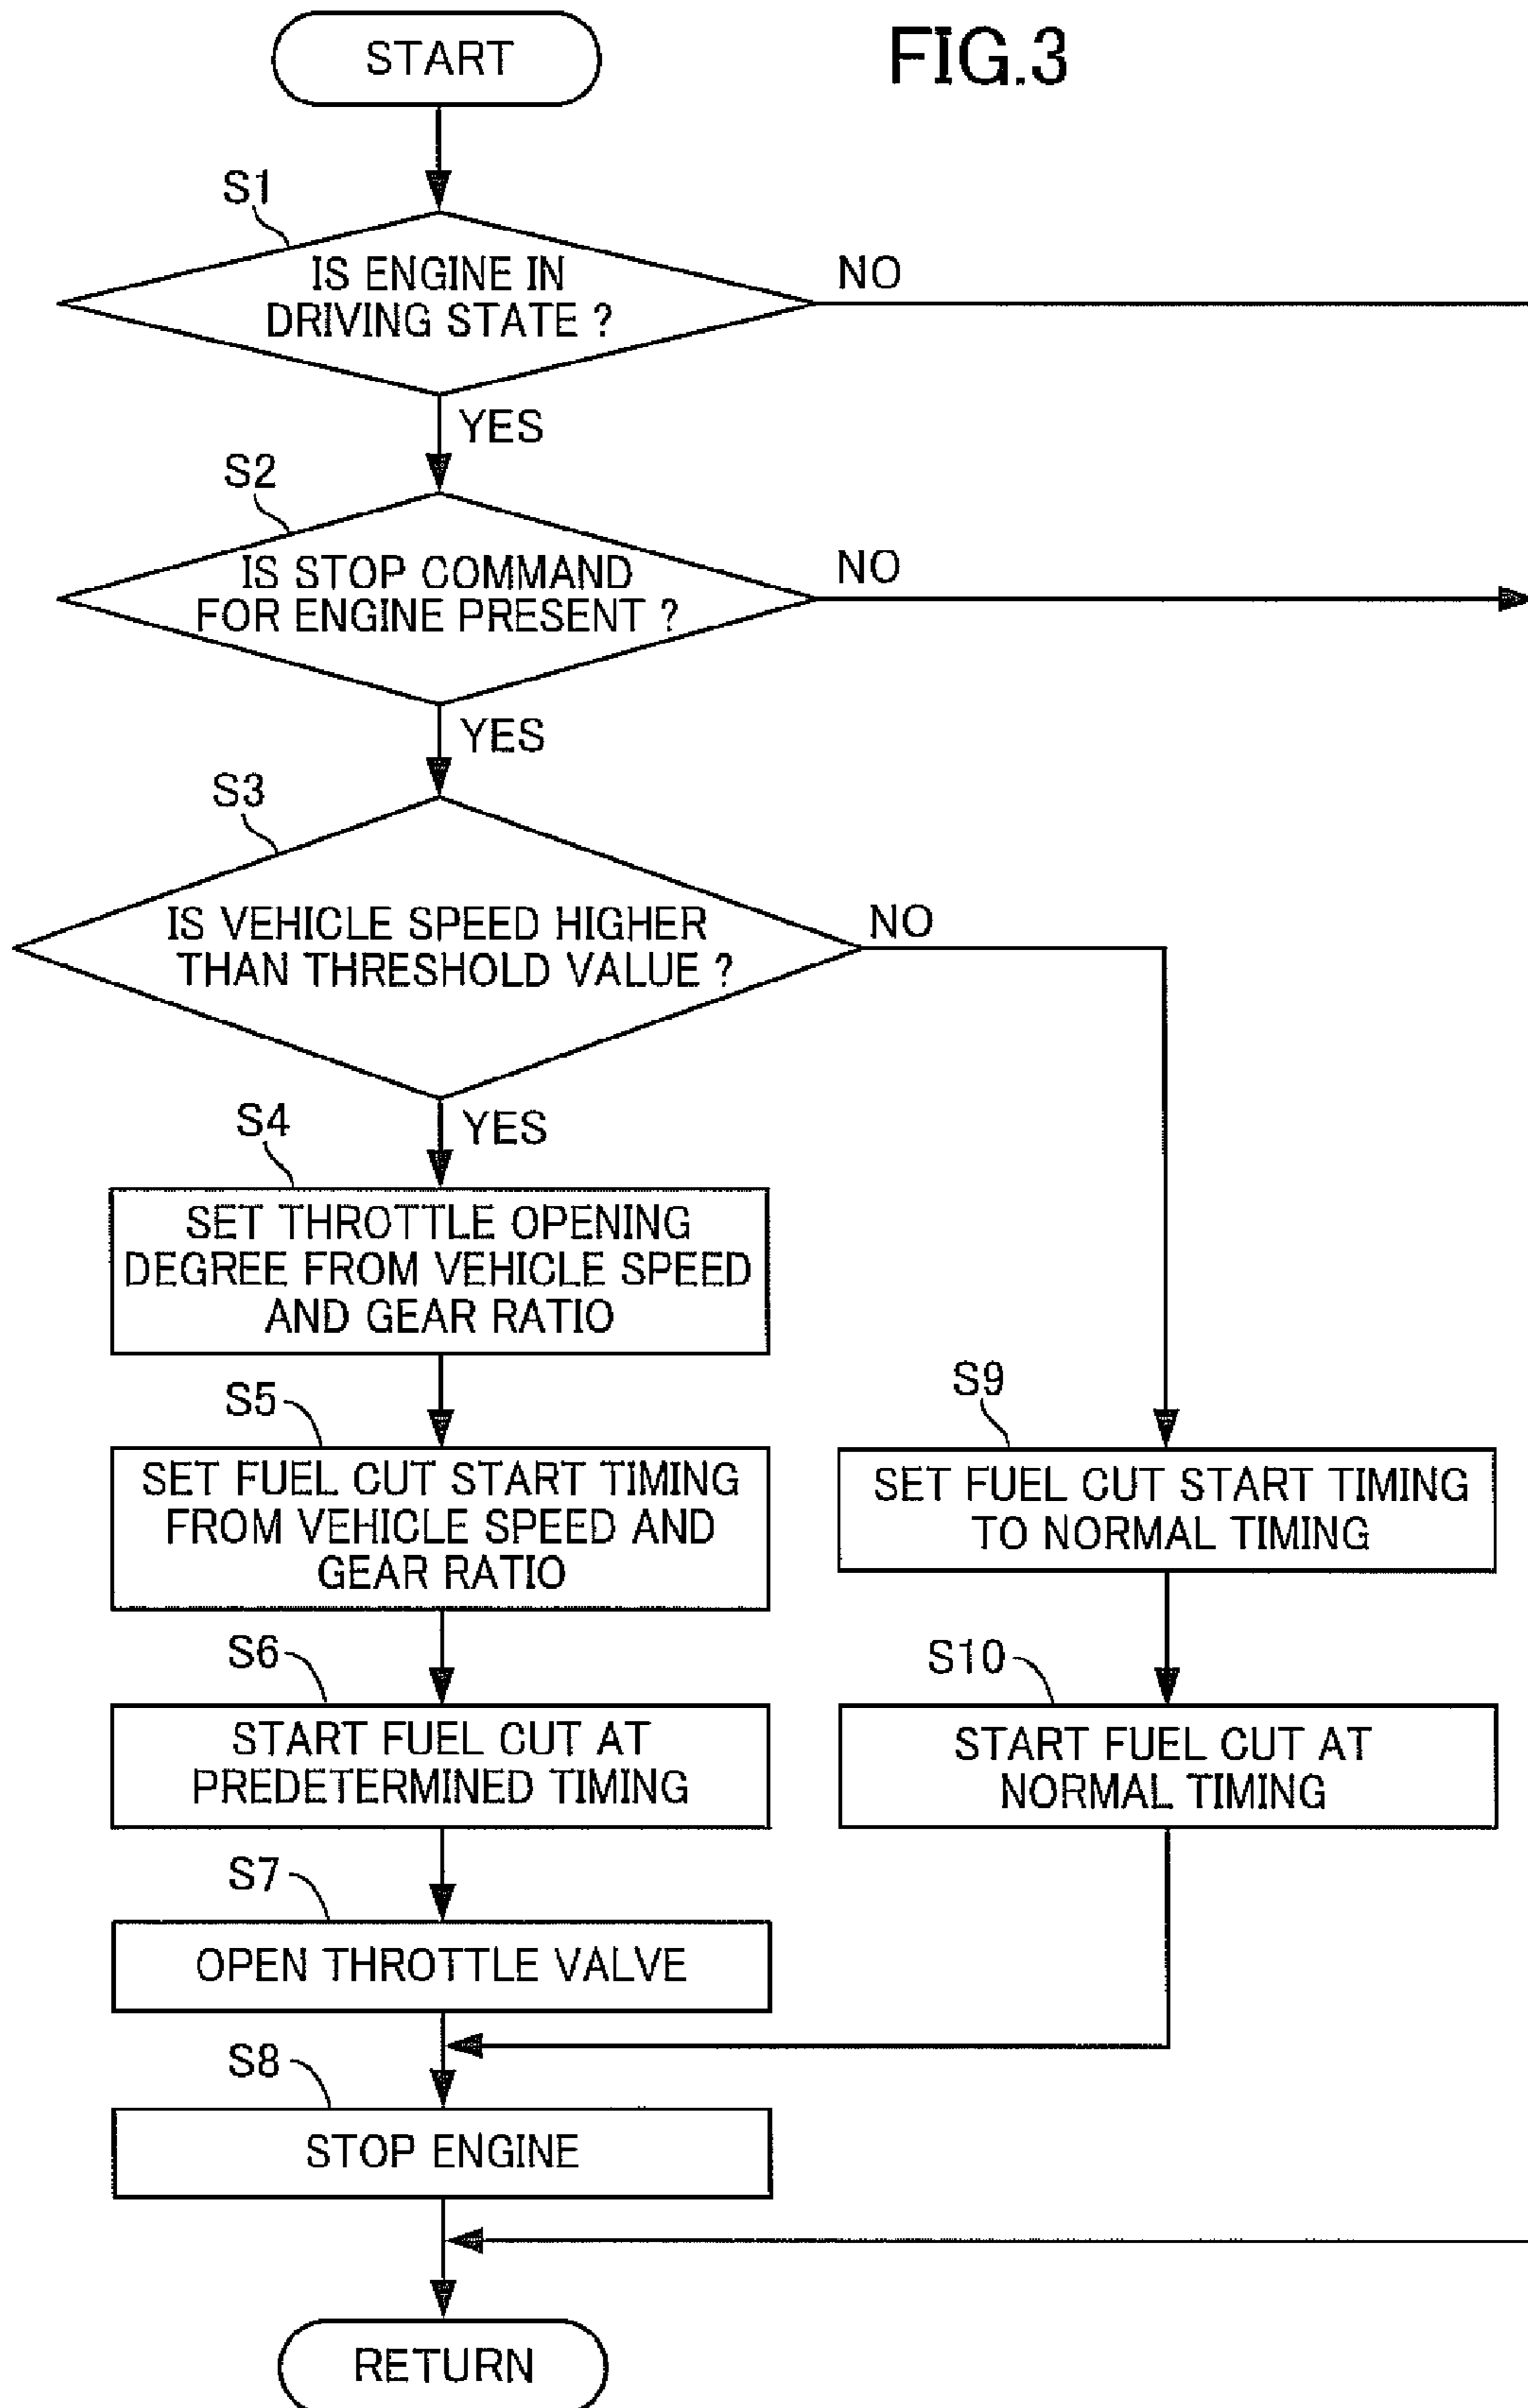 START
FIG.3
S1
IS ENGINE IN
DRIVING STATE ?
NO
YES
S2
IS STOP COMMAND
FOR ENGINE PRESENT ?
NO
YES
S3
IS VEHICLE SPEED HIGHER
THAN THRESHOLD VALUE ?
NO
YES
S4
SET THROTTLE OPENING
DEGREE FROM VEHICLE SPEED
AND GEAR RATIO
S5
SET FUEL CUT START TIMING
FROM VEHICLE SPEED AND
GEAR RATIO
S9
SET FUEL CUT START TIMING
TO NORMAL TIMING
S6
START FUEL CUT AT
PREDETERMINED TIMING
S10
START FUEL CUT AT
NORMAL TIMING
S7
OPEN THROTTLE VALVE
S8
STOP ENGINE
RETURN